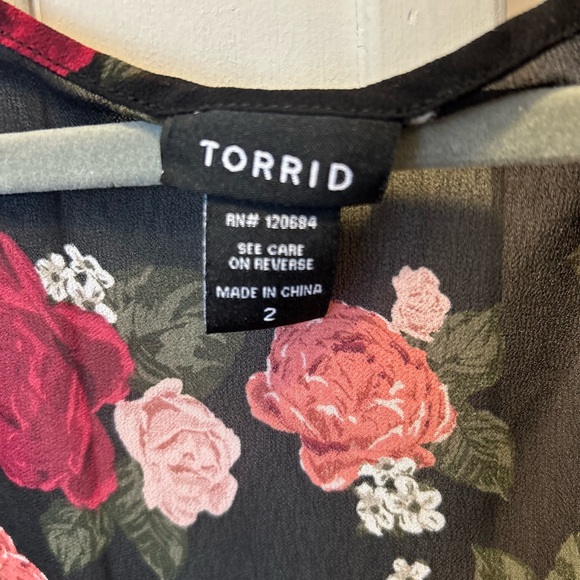 TORRID
RN# 120684
SEE CARE
ON REVERSE
MADE IN CHINA
2